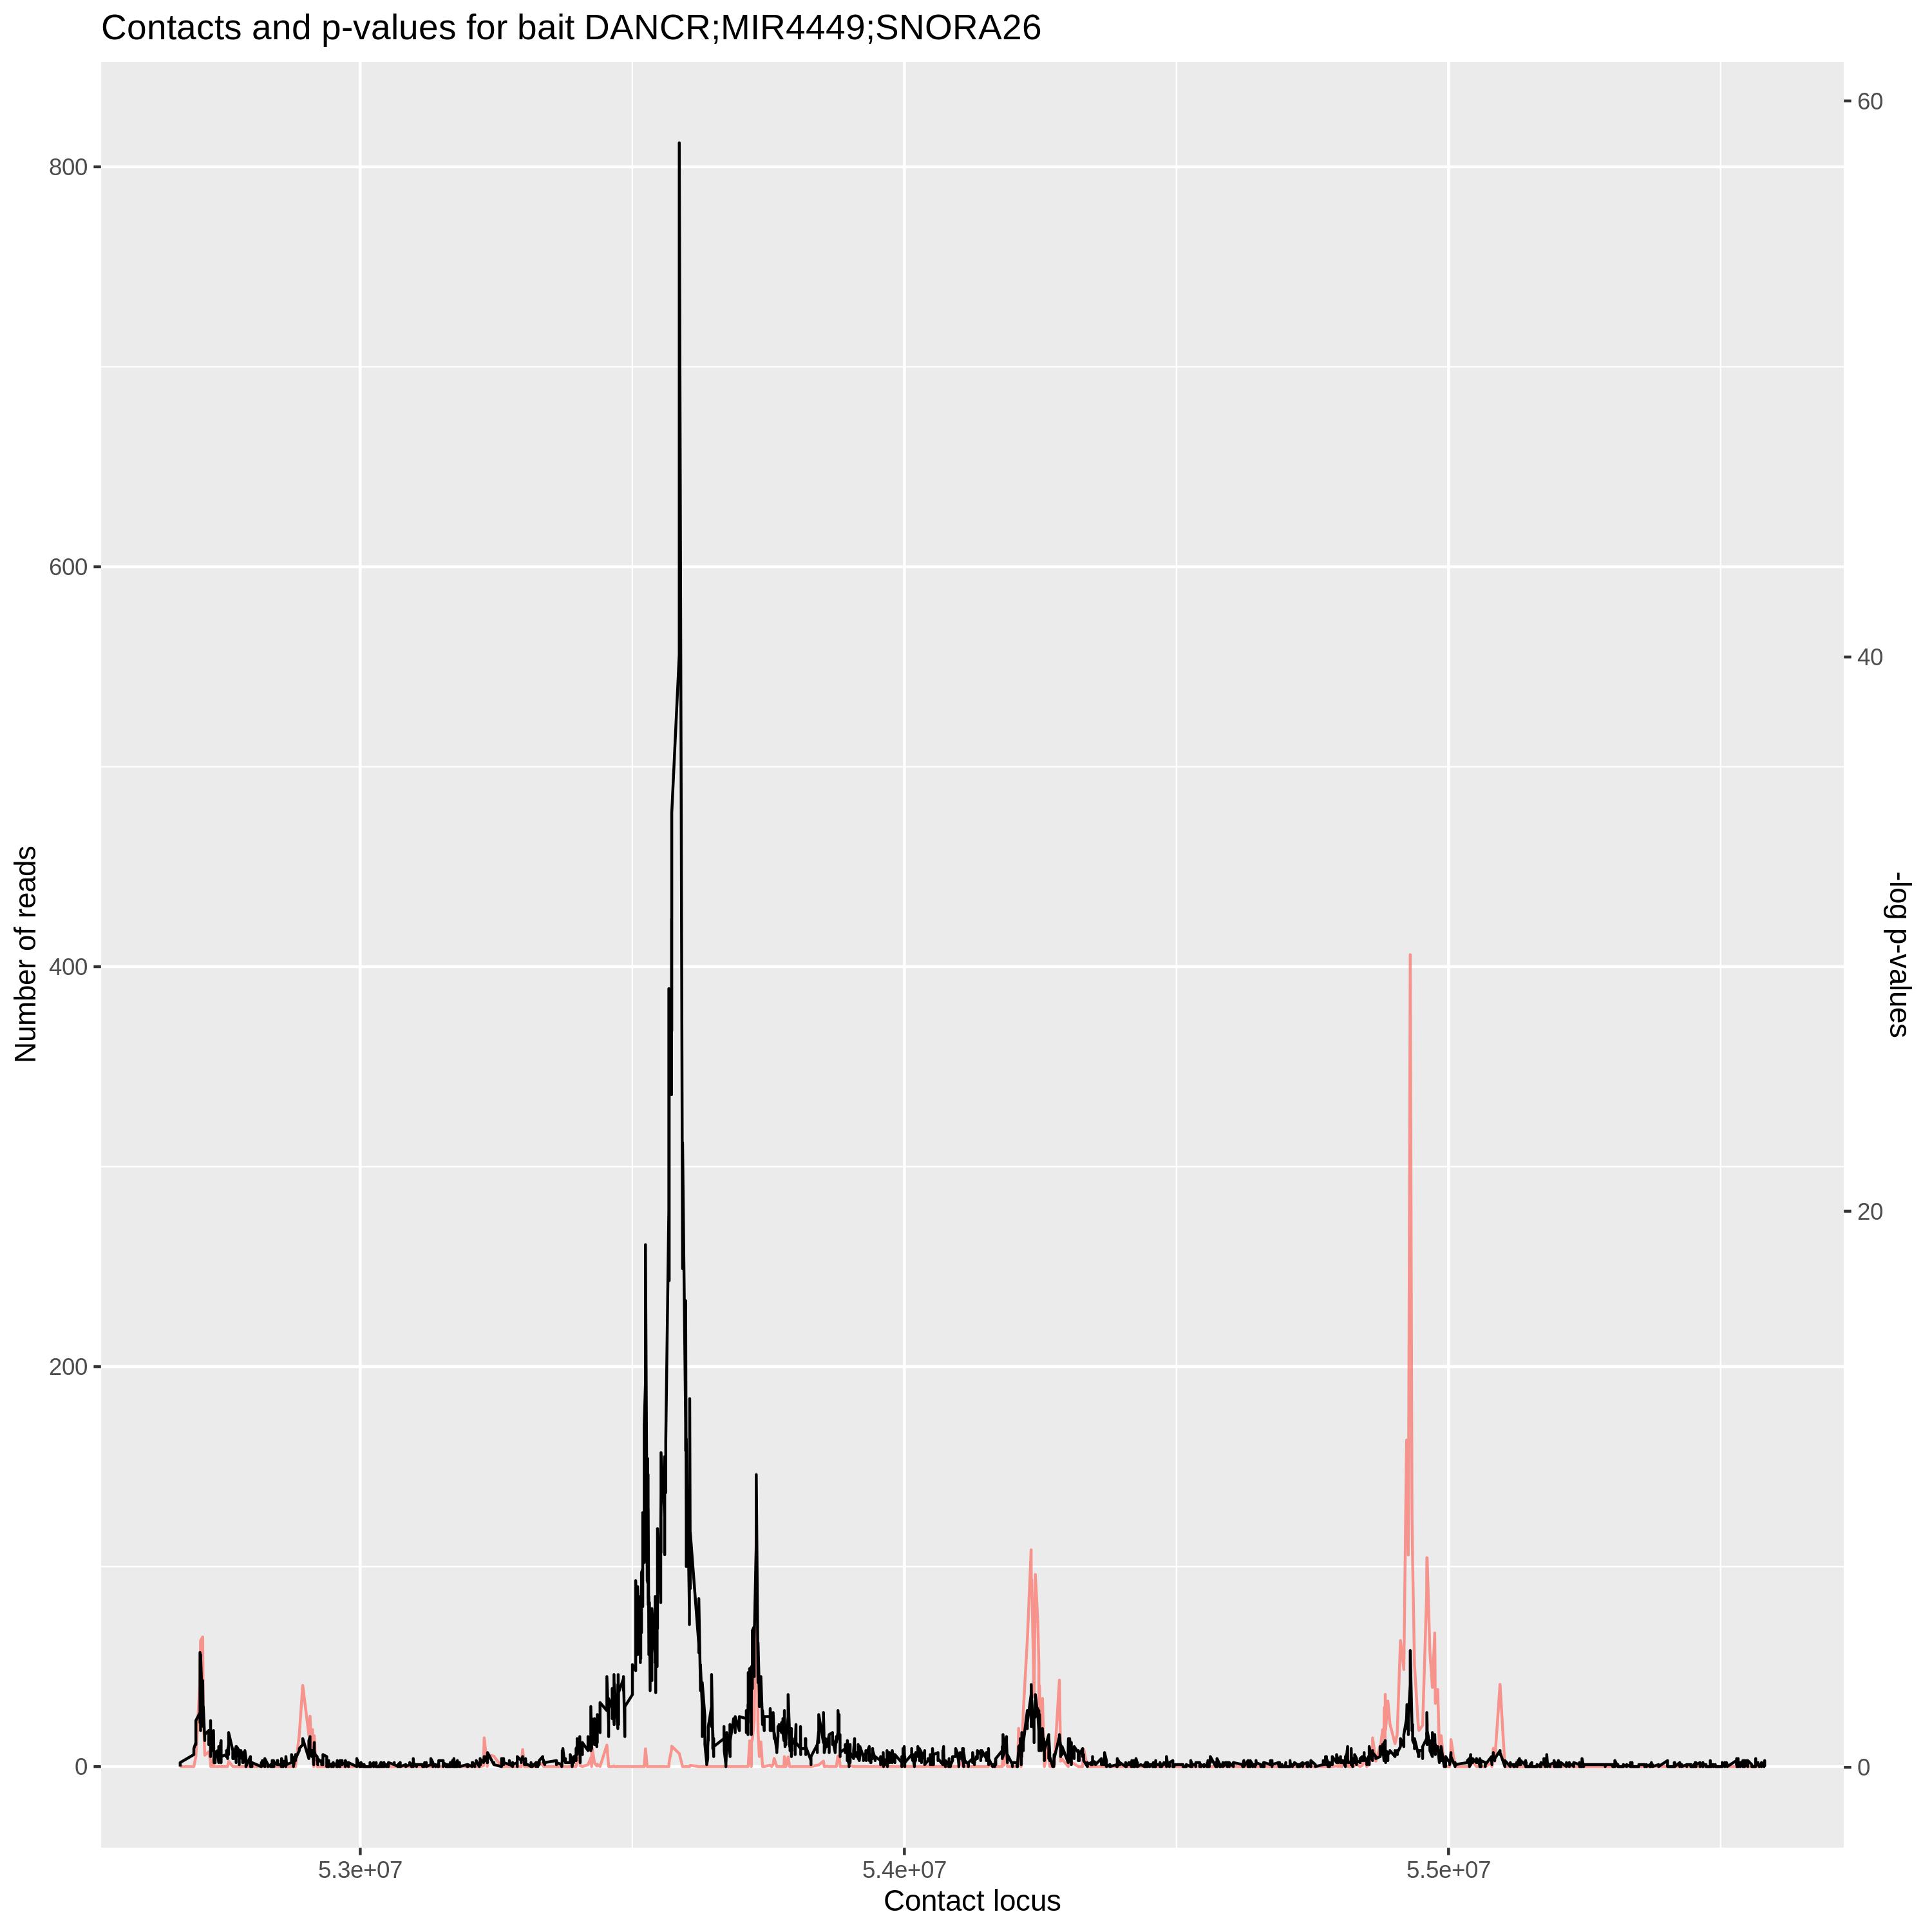 Contacts and p-values for bait DANCR;MIR4449;SNORA26
60
800
600
40
Number of reads
-log p-values
400
20
200
0
0
5.3e+07
5.4e+07
5.5e+07
Contact locus